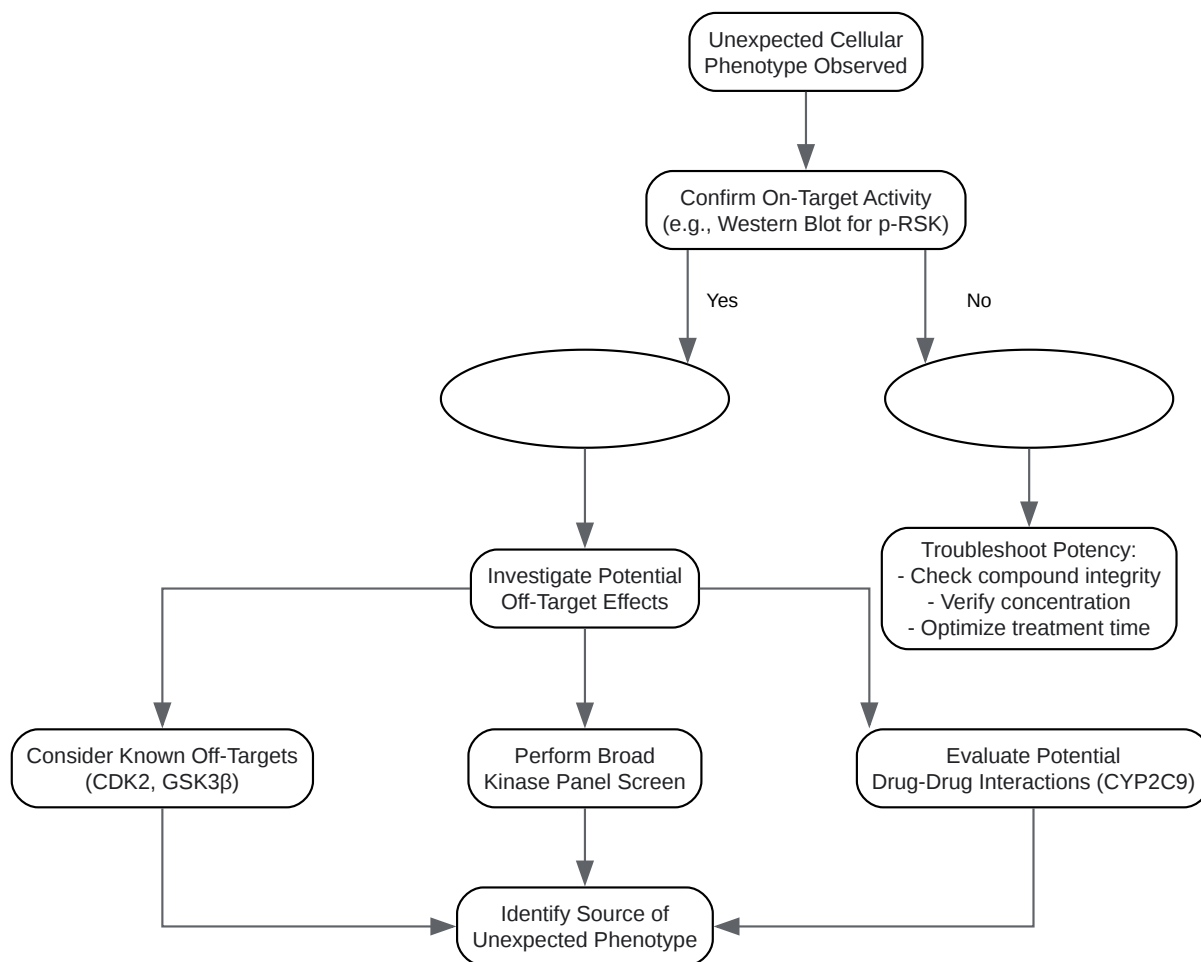 Unexpected Cellular
Phenotype Observed
Confirm On-Target Activity
(e.g., Western Blot for p-RSK)
Yes
No
Investigate Potential
Off-Target Effects
Troubleshoot Potency:
- Check compound integrity
- Verify concentration
- Optimize treatment time
Consider Known Off-Targets
(CDK2, GSK3β)
Perform Broad
Kinase Panel Screen
Evaluate Potential
Drug-Drug Interactions (CYP2C9)
Identify Source of
Unexpected Phenotype